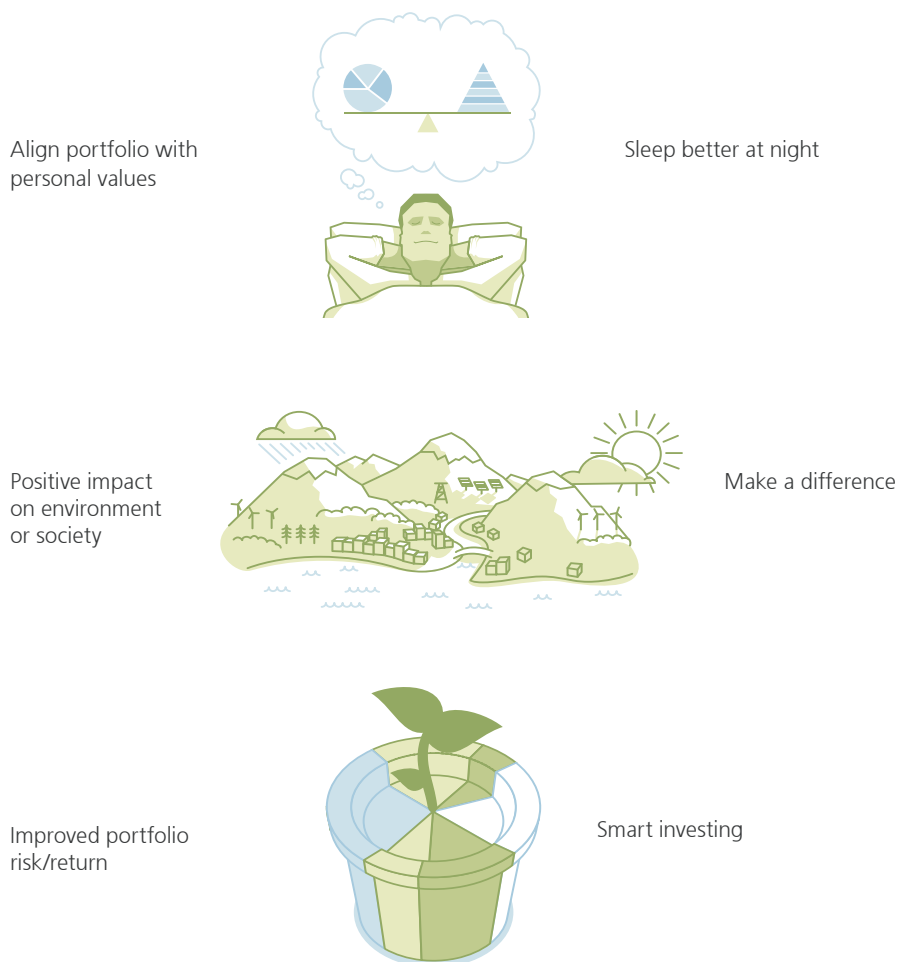 Align portfolio with
personal values
Sleep better at night
Positive impact
on environment
or society
Make a difference
Improved portfolio
risk/return
Smart investing